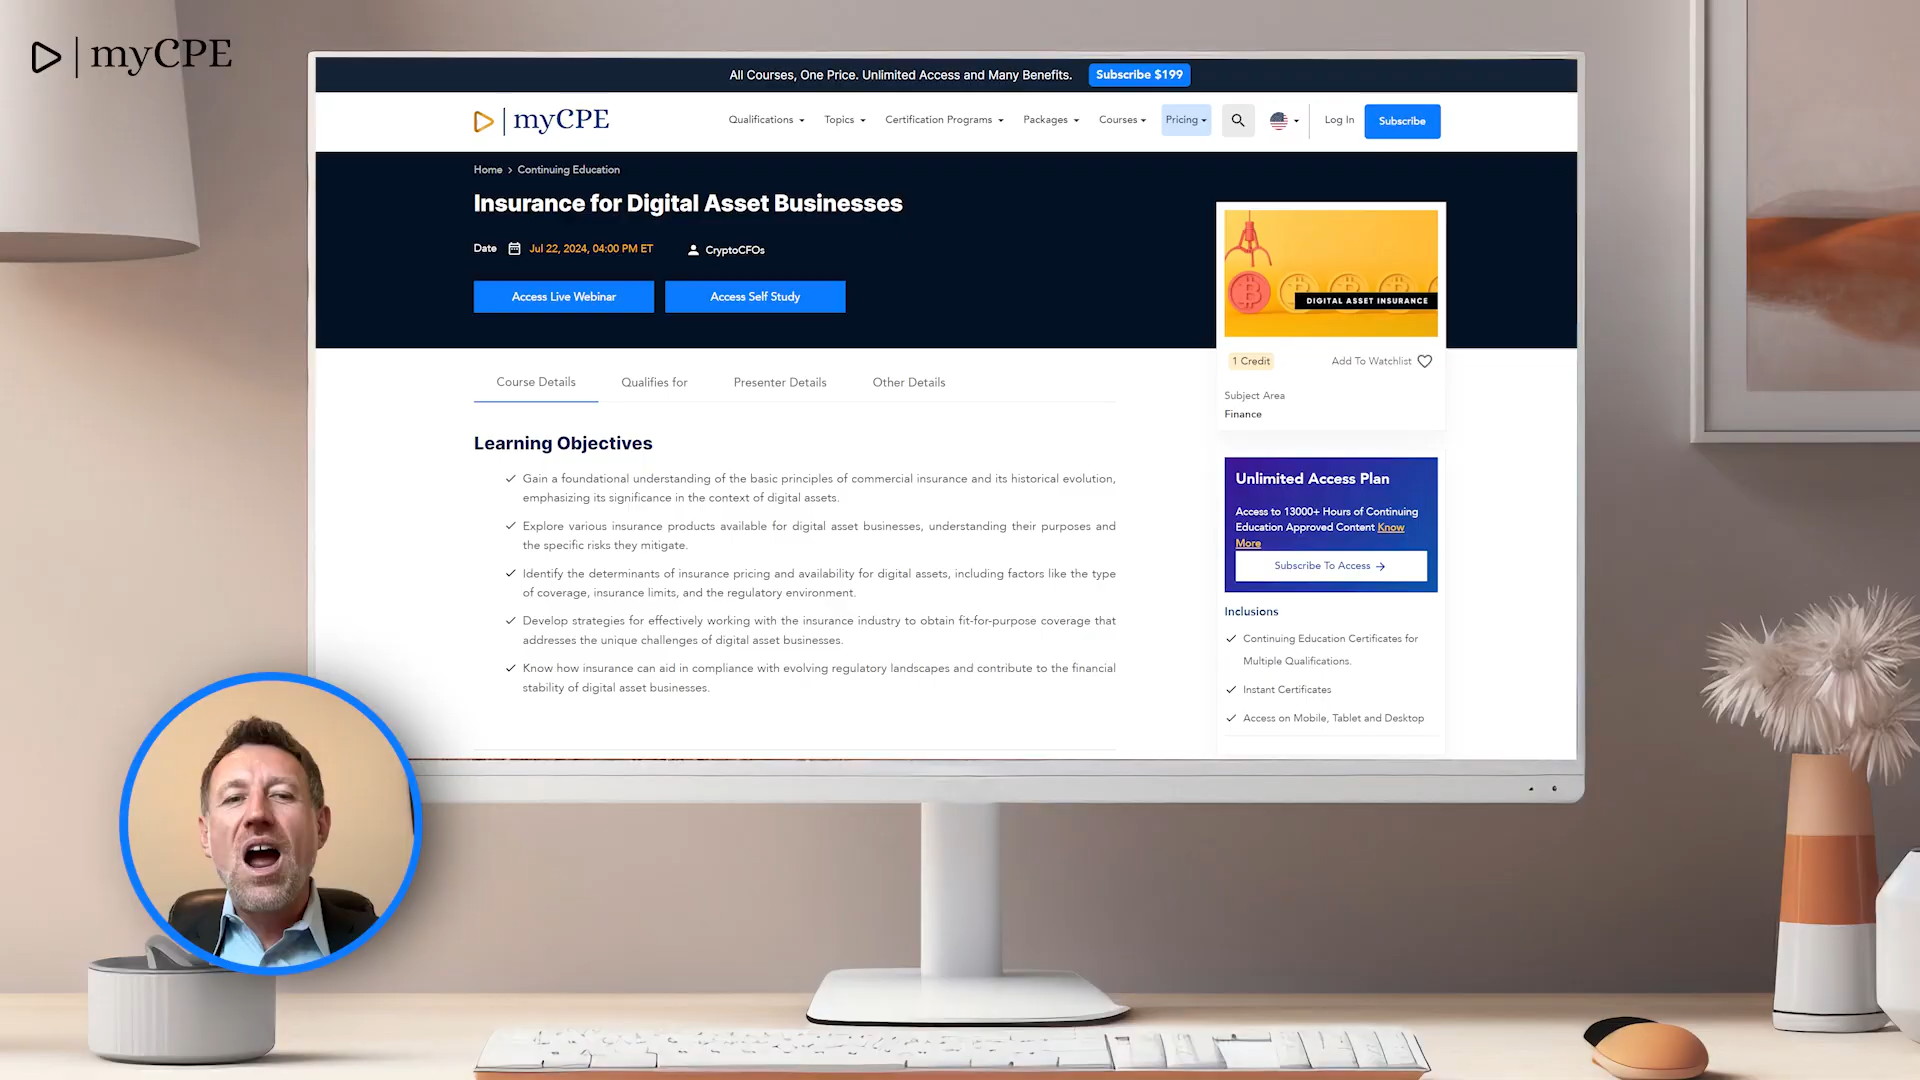 myCPE
All Courses, One Price. Unlimited Access and Many Benefits. Subscribe $199
myCPE Qualifications Topics Certification Programs Packages Courses Pricing Log In Subscribe
Home > Continuing Education
Insurance for Digital Asset Businesses
Date Jul 22, 2024, 04:00 PM ET CryptoCFOs
Access Live Webinar Access Self Study
DIGITAL ASSET INSURANCE
1 Credit Add To Watchlist
Subject Area
Finance
Course Details Qualifies for Presenter Details Other Details
Learning Objectives
Gain a foundational understanding of the basic principles of commercial insurance and its historical evolution,
emphasizing its significance in the context of digital assets.
Explore various insurance products available for digital asset businesses, understanding their purposes and
the specific risks they mitigate.
Identify the determinants of insurance pricing and availability for digital assets, including factors like the type
of coverage, insurance limits, and the regulatory environment.
Develop strategies for effectively working with the insurance industry to obtain fit-for-purpose coverage that
addresses the unique challenges of digital asset businesses.
Know how insurance can aid in compliance with evolving regulatory landscapes and contribute to the financial
stability of digital asset businesses.
Unlimited Access Plan
Access to 13000+ Hours of Continuing
Education Approved Content Know
More
Subscribe To Access →
Inclusions
Continuing Education Certificates for
Multiple Qualifications.
Instant Certificates
Access on Mobile, Tablet and Desktop